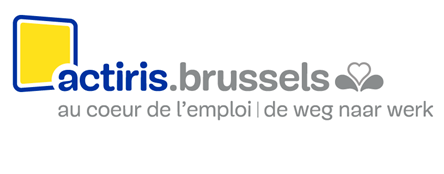 actiris.brussels
au coeur de l'emploi | de weg naar werk